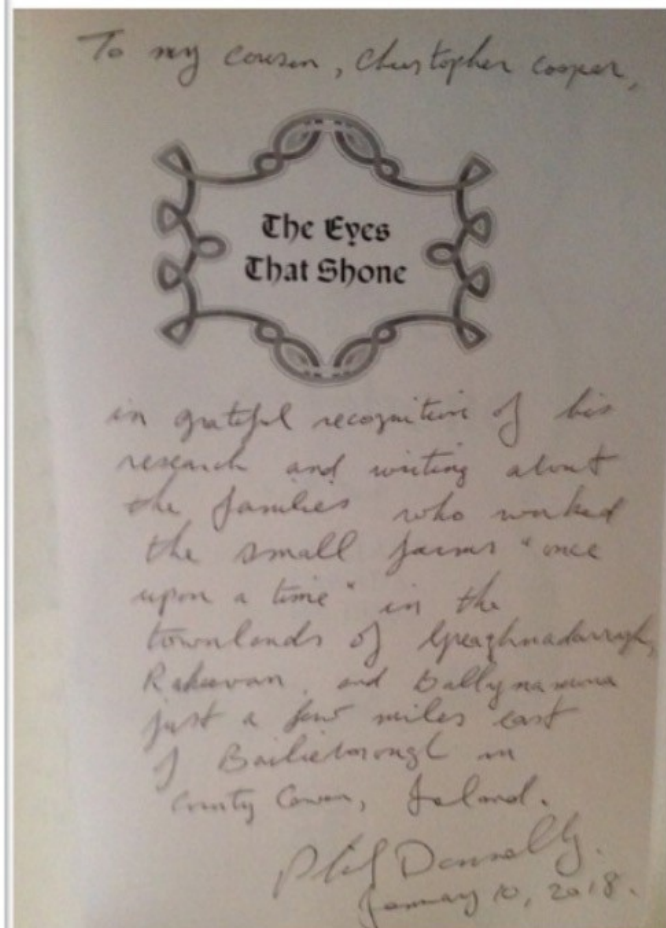 To my cousin, Christopher Cooper,
The Eyes
That Shone
in grateful recognition of his
research and writing about
the families who worked
the small farms "once
upon a time" in the
townlands of
Rakeevan, and Ballynamona
just a few miles east
of Bailieborough in
County Cavan, Ireland.
Phil Donnelly.
January 10, 2018.